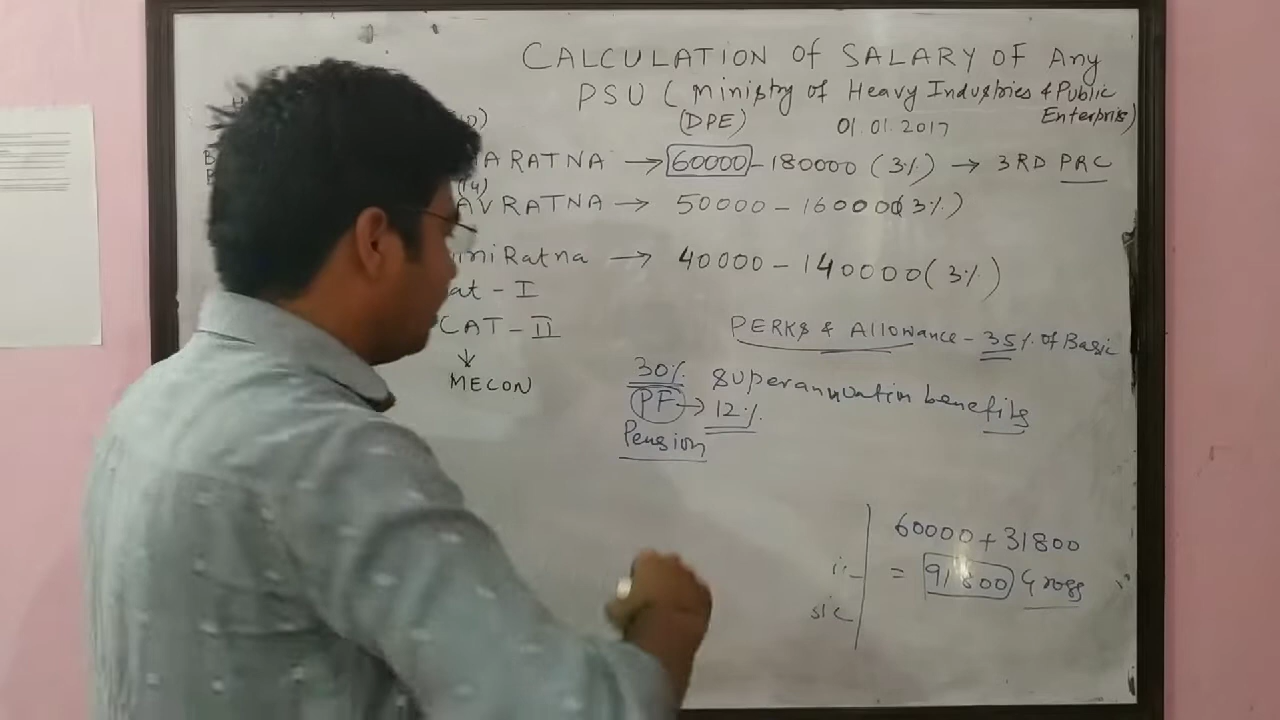 CALCULATION of SALARY OF Any
PSU (Ministry of Heavy Industries & Public Enterpris)
(DPE) 01.01.2017
ARATNA → 60000 - 180000 (3%) → 3RD PRC
(14)
AVRATNA → 50000 - 160000 (3%)
iniRatna → 40000 - 140000 (3%)
at - I
CAT - II
↓
MECON
PERKS & Allowance - 35% of Basic
30% superannuation benefits
PF → 12%
Pension
60000 + 31800
= 91800 Gross